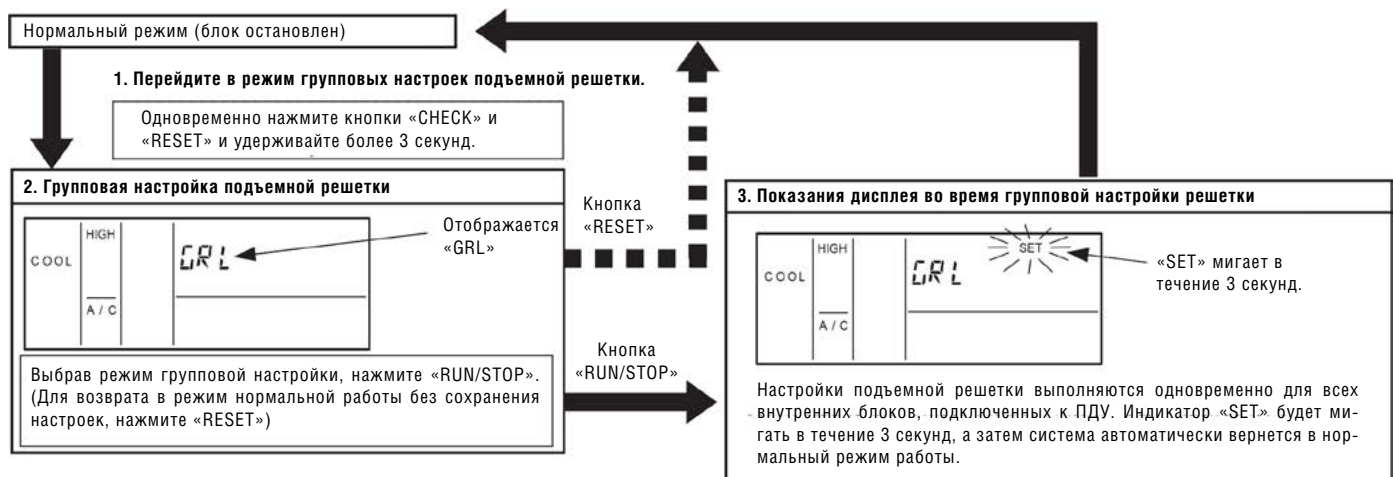 Нормальный режим (блок остановлен)
1. Перейдите в режим групповых настроек подъемной решетки.
Одновременно нажмите кнопки «CHECK» и
«RESET» и удерживайте более 3 секунд.
2. Групповая настройка подъемной решетки
COOL
HIGH
A / C
GRL
Отображается
«GRL»
Выбрав режим групповой настройки, нажмите «RUN/STOP».
(Для возврата в режим нормальной работы без сохранения
настроек, нажмите «RESET»)
Кнопка
«RESET»
Кнопка
«RUN/STOP»
3. Показания дисплея во время групповой настройки решетки
COOL
HIGH
A / C
GRL
SET
«SET» мигает в
течение 3 секунд.
Настройки подъемной решетки выполняются одновременно для всех
внутренних блоков, подключенных к ПДУ. Индикатор «SET» будет ми-
гать в течение 3 секунд, а затем система автоматически вернется в нор-
мальный режим работы.